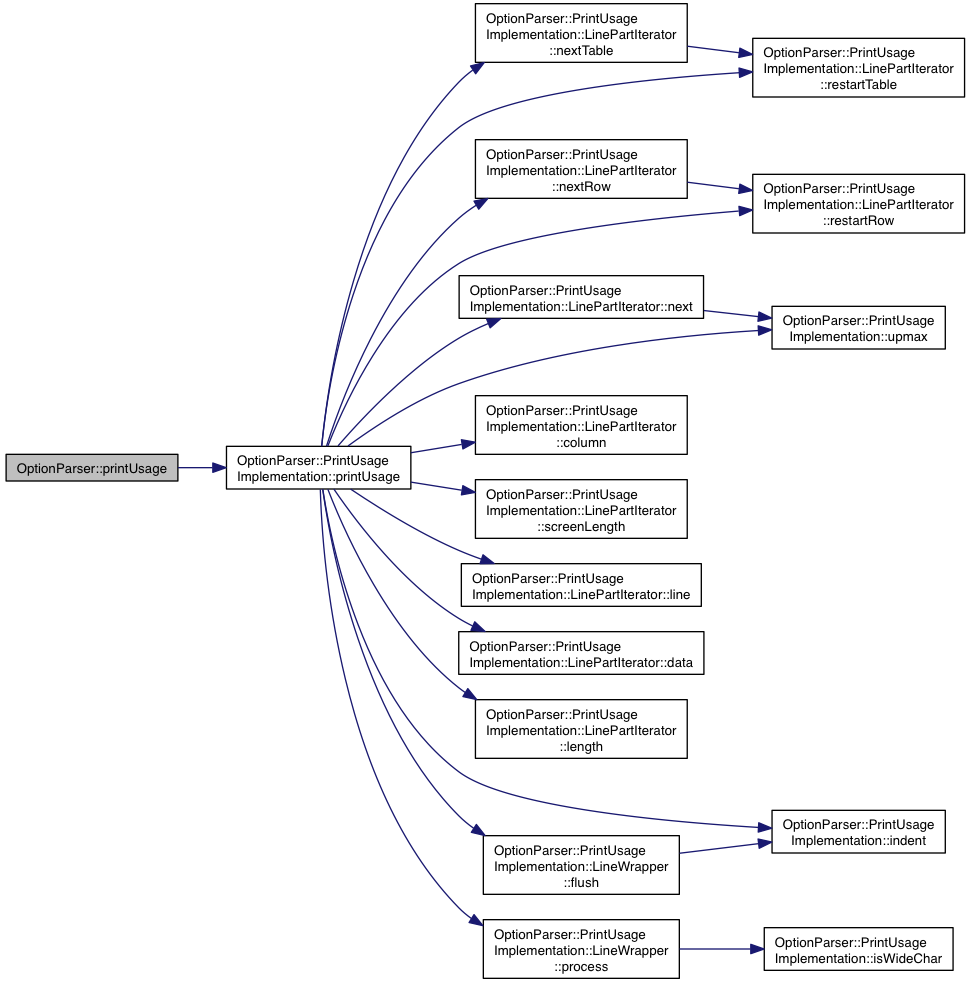 OptionParser::PrintUsage
Implementation::LinePartIterator
::nextTable
OptionParser::PrintUsage
Implementation::LinePartIterator
::restartTable
OptionParser::PrintUsage
Implementation::LinePartIterator
::nextRow
OptionParser::PrintUsage
Implementation::LinePartIterator
::restartRow
OptionParser::PrintUsage
Implementation::LinePartIterator::next
OptionParser::PrintUsage
Implementation::upmax
OptionParser::PrintUsage
Implementation::LinePartIterator
::column
OptionParser::printUsage
OptionParser::PrintUsage
Implementation::printUsage
OptionParser::PrintUsage
Implementation::LinePartIterator
::screenLength
OptionParser::PrintUsage
Implementation::LinePartIterator::line
OptionParser::PrintUsage
Implementation::LinePartIterator::data
OptionParser::PrintUsage
Implementation::LinePartIterator
::length
OptionParser::PrintUsage
Implementation::indent
OptionParser::PrintUsage
Implementation::LineWrapper
::flush
OptionParser::PrintUsage
Implementation::LineWrapper
::process
OptionParser::PrintUsage
Implementation::isWideChar